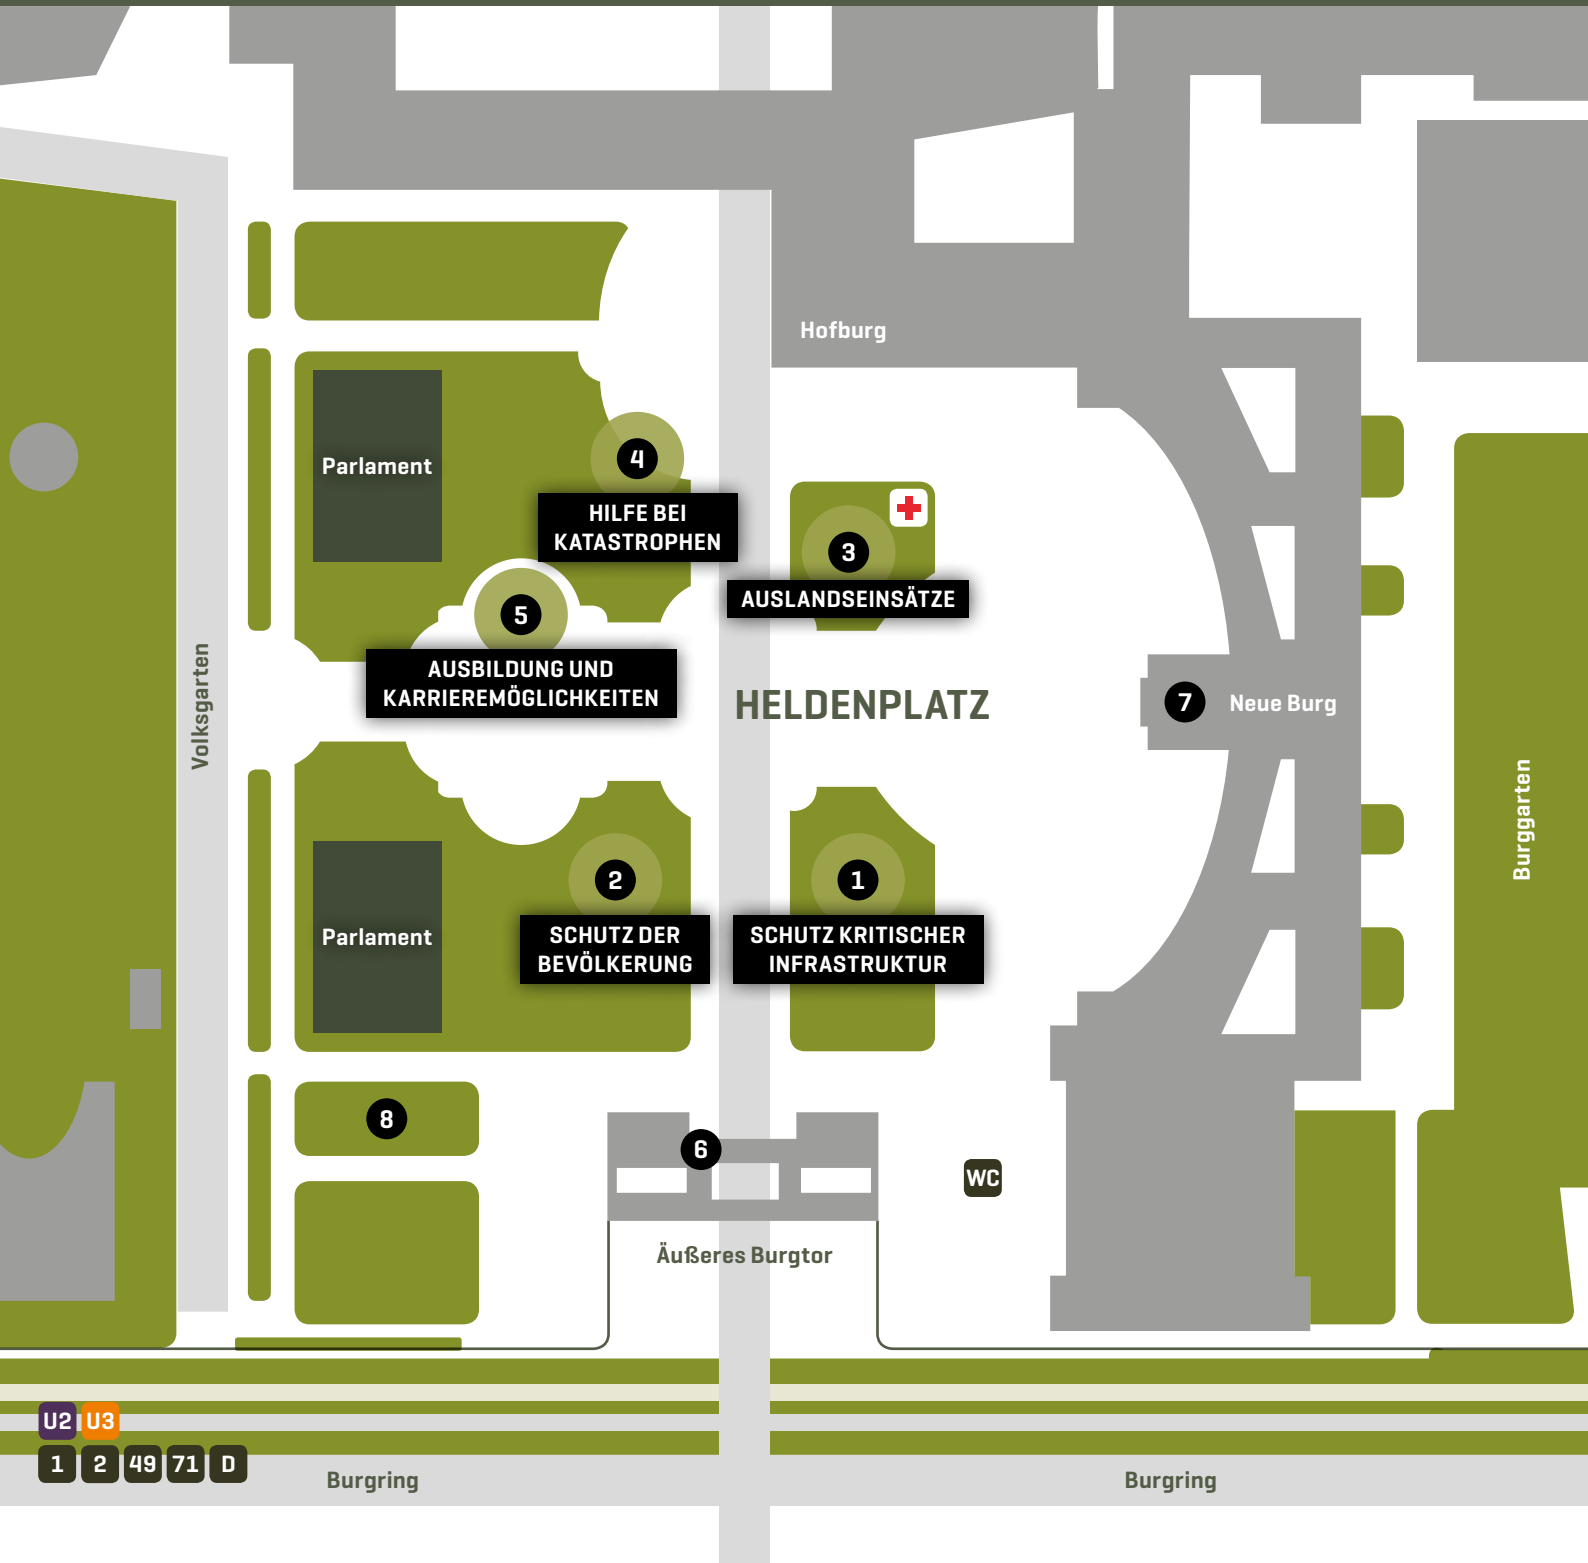 Hofburg
Parlament
4
HILFE BEI
KATASTROPHEN
3
AUSLANDSEINSÄTZE
5
AUSBILDUNG UND
KARRIEREMÖGLICHKEITEN
Volksgarten
HELDENPLATZ
7
Neue Burg
Burggarten
Parlament
2
SCHUTZ DER
BEVÖLKERUNG
1
SCHUTZ KRITISCHER
INFRASTRUKTUR
8
6
WC
Äußeres Burgtor
U2 U3
1 2 49 71 D
Burgring
Burgring